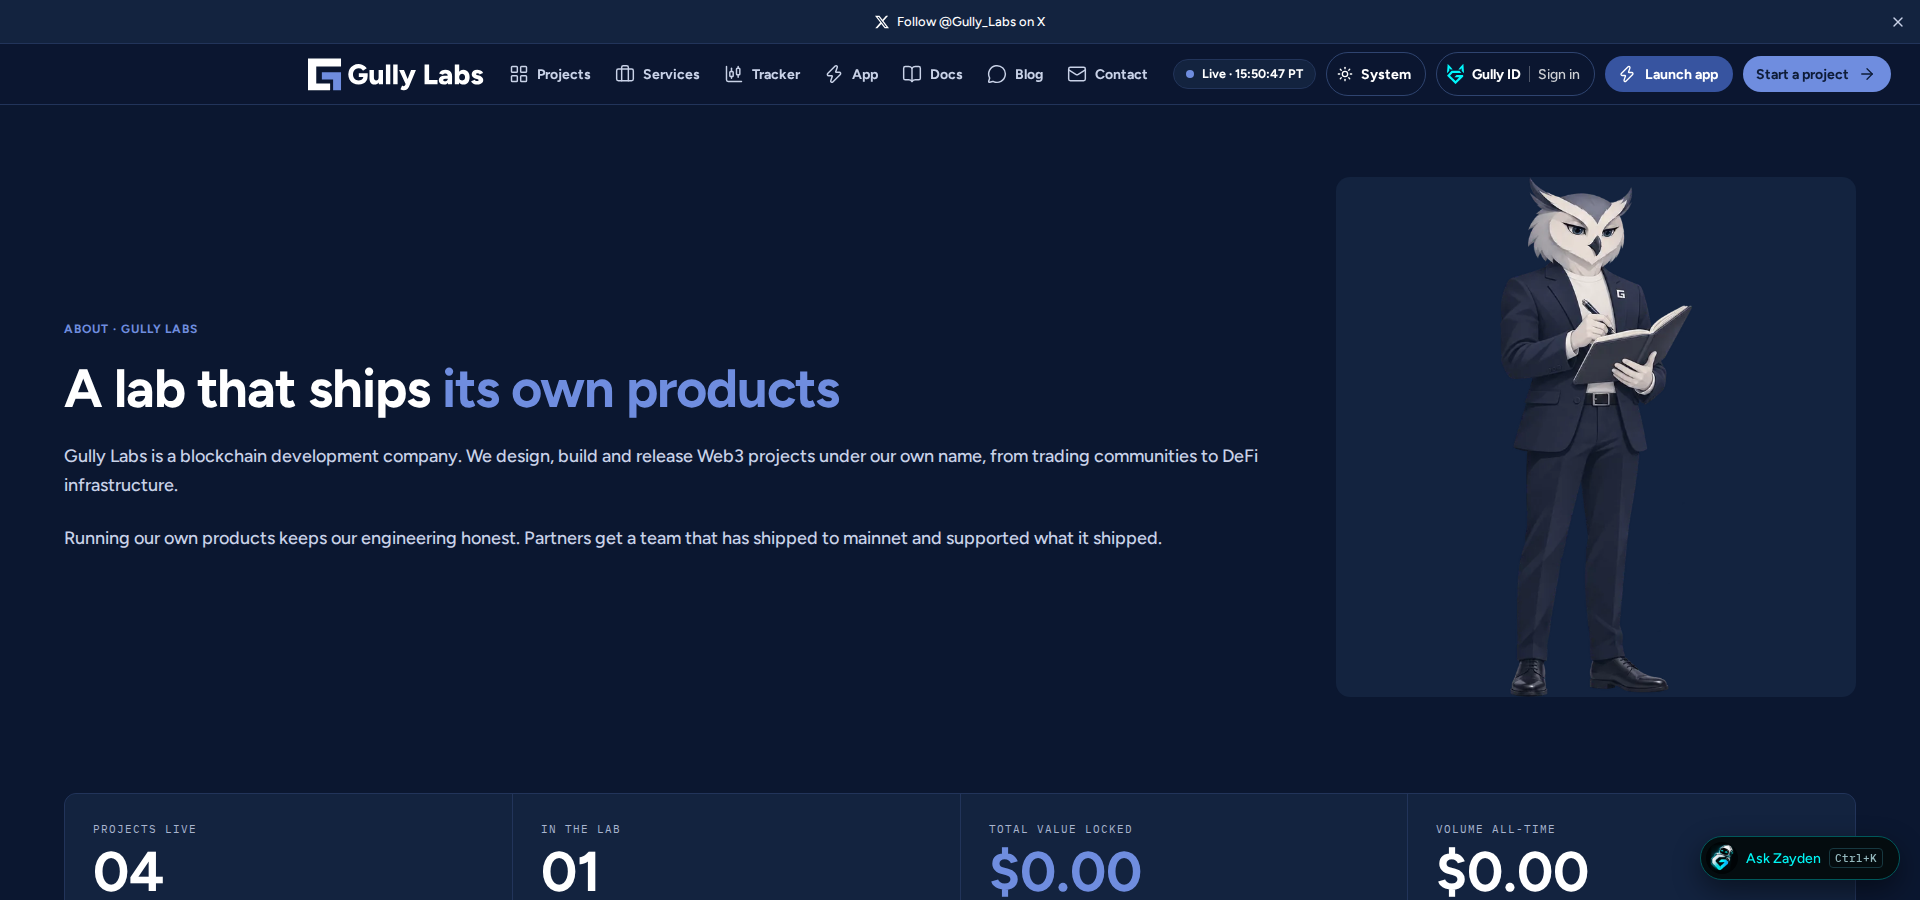 Follow @Gully_Labs on X
Gully Labs
Projects
Services
Tracker
App
Docs
Blog
Contact
Live · 15:50:47 PT
System
Gully ID | Sign in
Launch app
Start a project
ABOUT · GULLY LABS
A lab that ships its own products
Gully Labs is a blockchain development company. We design, build and release Web3 projects under our own name, from trading communities to DeFi
infrastructure.
Running our own products keeps our engineering honest. Partners get a team that has shipped to mainnet and supported what it shipped.
G
PROJECTS LIVE
04
IN THE LAB
01
TOTAL VALUE LOCKED
$0.00
VOLUME ALL-TIME
$0.00
Ask Zayden Ctrl+K